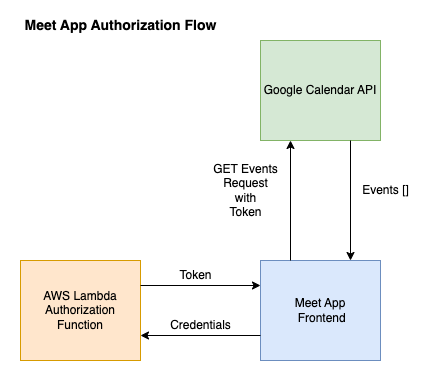 Meet App Authorization Flow
Google Calendar API
GET Events
Request
with
Token
Events []
AWS Lambda
Authorization
Function
Token
Credentials
Meet App
Frontend